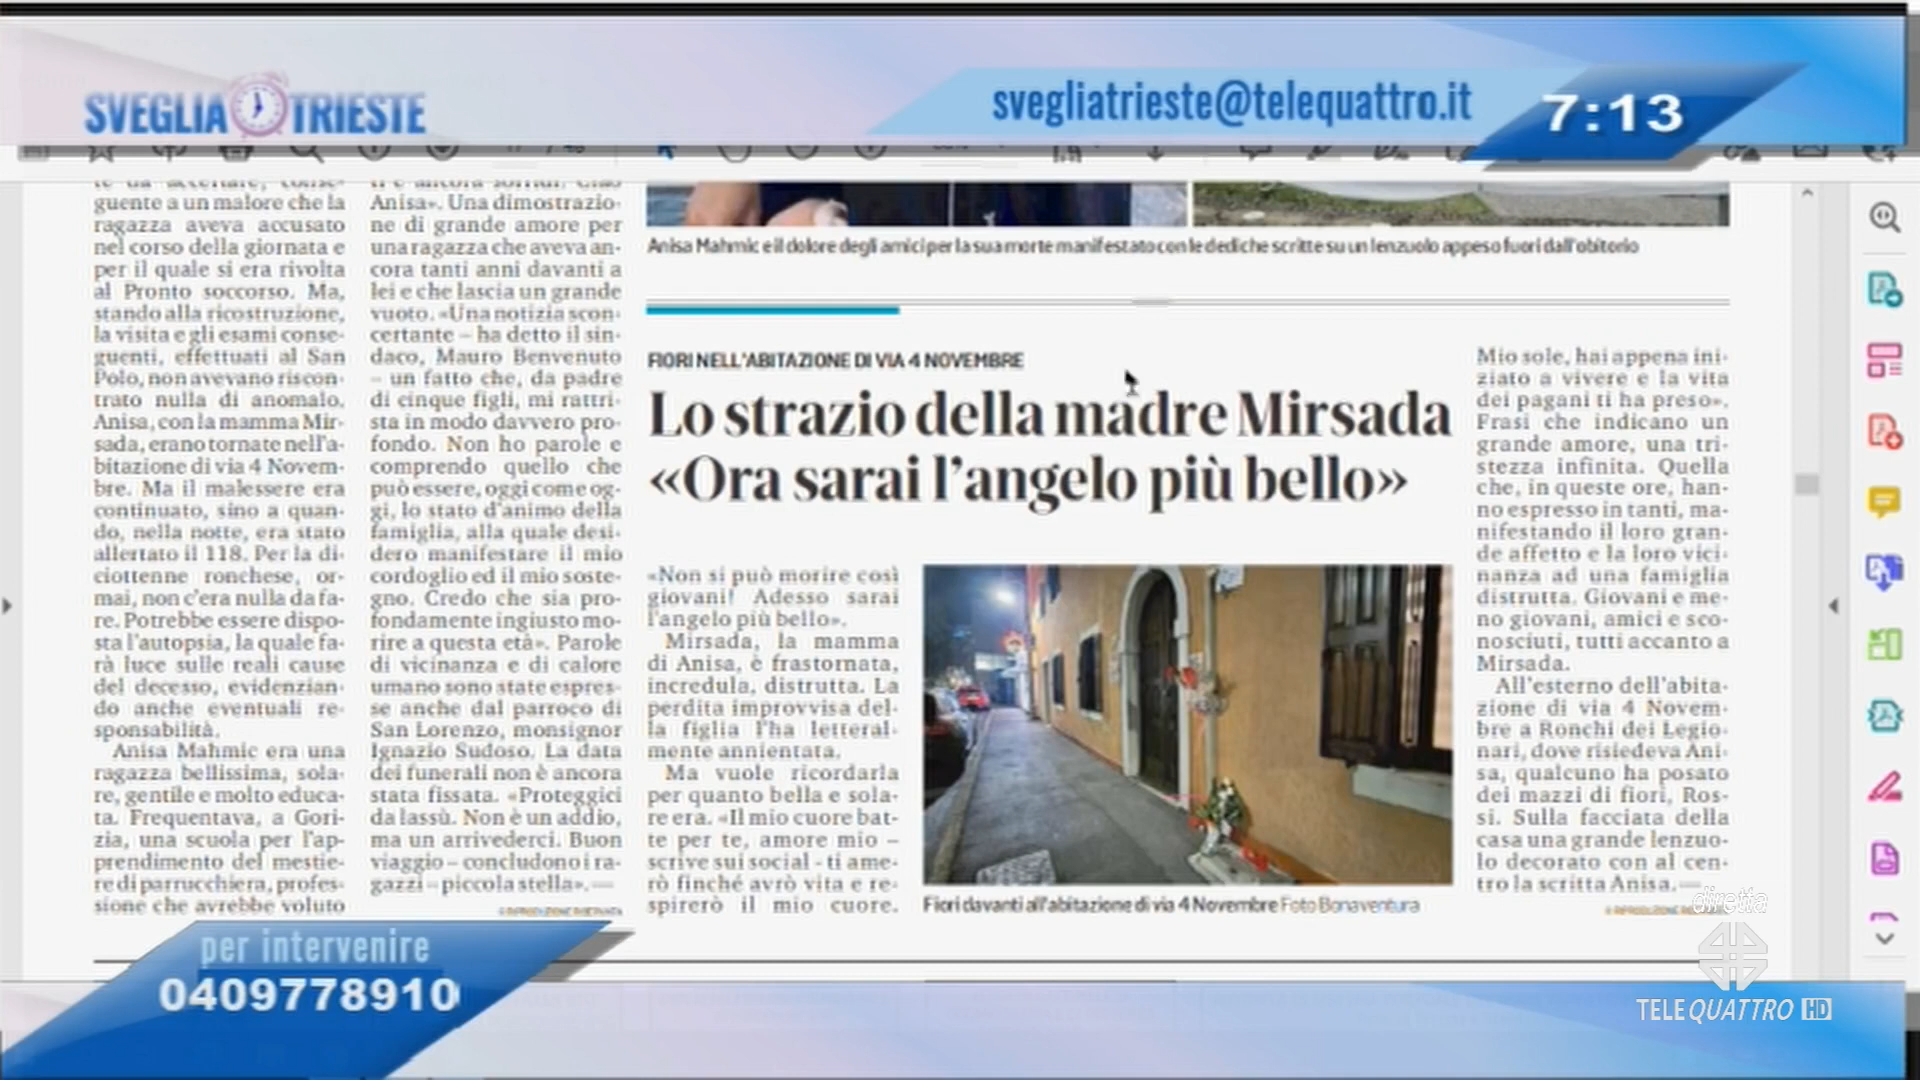 SVEGLIA TRIESTE
svegliatrieste@telequattro.it
7:13
guente a un malore che la
ragazza aveva accusato
nel corso della giornata e
per il quale si era rivolta
al Pronto soccorso. Ma,
stando alla ricostruzione,
la visita e gli esami conse-
guenti, effettuati al San
Polo, non avevano riscon-
trato nulla di anomalo.
Anisa, con la mamma Mir-
sada, erano tornate nell'a-
bitazione di via 4 Novem-
bre. Ma il malessere era
continuato, sino a quan-
do, nella notte, era stato
allertato il 118. Per la di-
ciottenne ronchese, or-
mai, non c'era nulla da fa-
re. Potrebbe essere dispo-
sta l'autopsia, la quale fa-
rà luce sulle reali cause
del decesso, evidenzian-
do anche eventuali re-
sponsabilità.
Anisa Mahmic era una
ragazza bellissima, sola-
re, gentile e molto educa-
ta. Frequentava, a Gori-
zia, una scuola per l'ap-
prendimento del mestie-
re di parrucchiera, profes-
sione che avrebbe voluto
ti e ancora sorridi. Ciao
Anisa». Una dimostrazio-
ne di grande amore per
una ragazza che aveva an-
cora tanti anni davanti a
lei e che lascia un grande
vuoto. «Una notizia scon-
certante – ha detto il sin-
daco, Mauro Benvenuto
– un fatto che, da padre
di cinque figli, mi rattri-
sta in modo davvero pro-
fondo. Non ho parole e
comprendo quello che
può essere, oggi come og-
gi, lo stato d'animo della
famiglia, alla quale desi-
dero manifestare il mio
cordoglio ed il mio soste-
gno. Credo che sia pro-
fondamente ingiusto mo-
rire a questa età». Parole
di vicinanza e di calore
umano sono state espres-
se anche dal parroco di
San Lorenzo, monsignor
Ignazio Sudoso. La data
dei funerali non è ancora
stata fissata. «Proteggici
da lassù. Non è un addio,
ma un arrivederci. Buon
viaggio – concludono i ra-
gazzi – piccola stella». —
© RIPRODUZIONE RISERVATA
Anisa Mahmic e il dolore degli amici per la sua morte manifestato con le dediche scritte su un lenzuolo appeso fuori dall'obitorio
FIORI NELL'ABITAZIONE DI VIA 4 NOVEMBRE
Lo strazio della madre Mirsada
«Ora sarai l'angelo più bello»
«Non si può morire così
giovani! Adesso sarai
l'angelo più bello».
Mirsada, la mamma
di Anisa, è frastornata,
incredula, distrutta. La
perdita improvvisa del-
la figlia l'ha letteral-
mente annientata.
Ma vuole ricordarla
per quanto bella e sola-
re era. «Il mio cuore bat-
te per te, amore mio –
scrive sui social - ti ame-
rò finché avrò vita e re-
spirerò il mio cuore.
Fiori davanti all'abitazione di via 4 Novembre Foto Bonaventura
Mio sole, hai appena ini-
ziato a vivere e la vita
dei pagani ti ha preso».
Frasi che indicano un
grande amore, una tri-
stezza infinita. Quella
che, in queste ore, han-
no espresso in tanti, ma-
nifestando il loro gran-
de affetto e la loro vici-
nanza ad una famiglia
distrutta. Giovani e me-
no giovani, amici e sco-
nosciuti, tutti accanto a
Mirsada.
All'esterno dell'abita-
zione di via 4 Novem-
bre a Ronchi dei Legio-
nari, dove risiedeva Ani-
sa, qualcuno ha posato
dei mazzi di fiori, Ros-
si. Sulla facciata della
casa una grande lenzuo-
lo decorato con al cen-
tro la scritta Anisa. —
per intervenire
0409778910
diretta
TELEQUATTRO HD